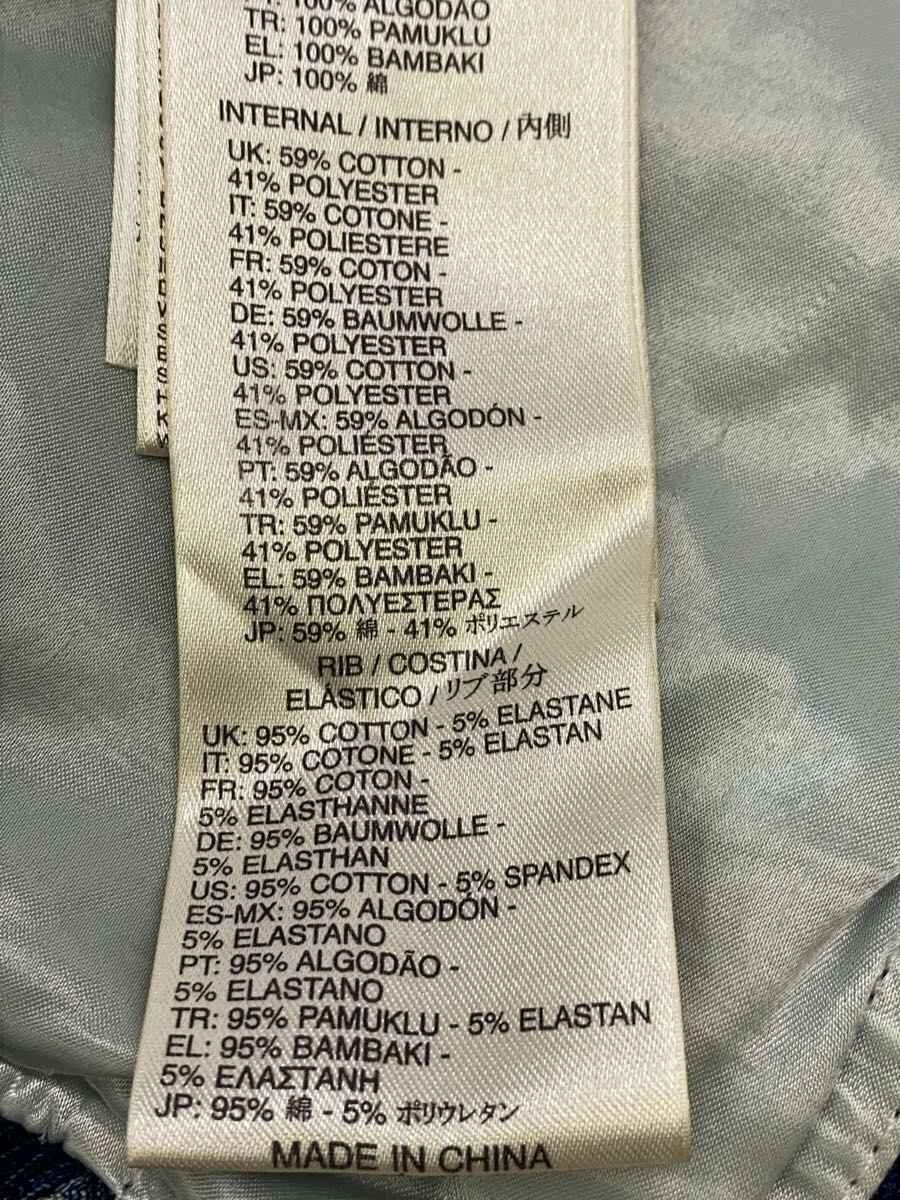 100% ALGODÃO
TR: 100% PAMUKLU
EL: 100% BAMBAKI
JP: 100% 綿
INTERNAL / INTERNO / 内側
UK: 59% COTTON -
41% POLYESTER
IT: 59% COTONE -
41% POLIESTERE
FR: 59% COTON -
41% POLYESTER
DE: 59% BAUMWOLLE -
41% POLYESTER
US: 59% COTTON -
41% POLYESTER
ES-MX: 59% ALGODÓN -
41% POLIÉSTER
PT: 59% ALGODÃO -
41% POLIÉSTER
TR: 59% PAMUKLU -
41% POLYESTER
EL: 59% BAMBAKI -
41% ΠΟΛΥΕΣΤΕΡΑΣ
JP: 59% 綿 - 41% ポリエステル
RIB / COSTINA /
ELÁSTICO / リブ部分
UK: 95% COTTON - 5% ELASTANE
IT: 95% COTONE - 5% ELASTAN
FR: 95% COTON -
5% ELASTHANNE
DE: 95% BAUMWOLLE -
5% ELASTHAN
US: 95% COTTON - 5% SPANDEX
ES-MX: 95% ALGODÓN -
5% ELASTANO
PT: 95% ALGODÃO -
5% ELASTANO
TR: 95% PAMUKLU - 5% ELASTAN
EL: 95% BAMBAKI -
5% ΕΛΑΣΤΑΝΗ
JP: 95% 綿 - 5% ポリウレタン
MADE IN CHINA